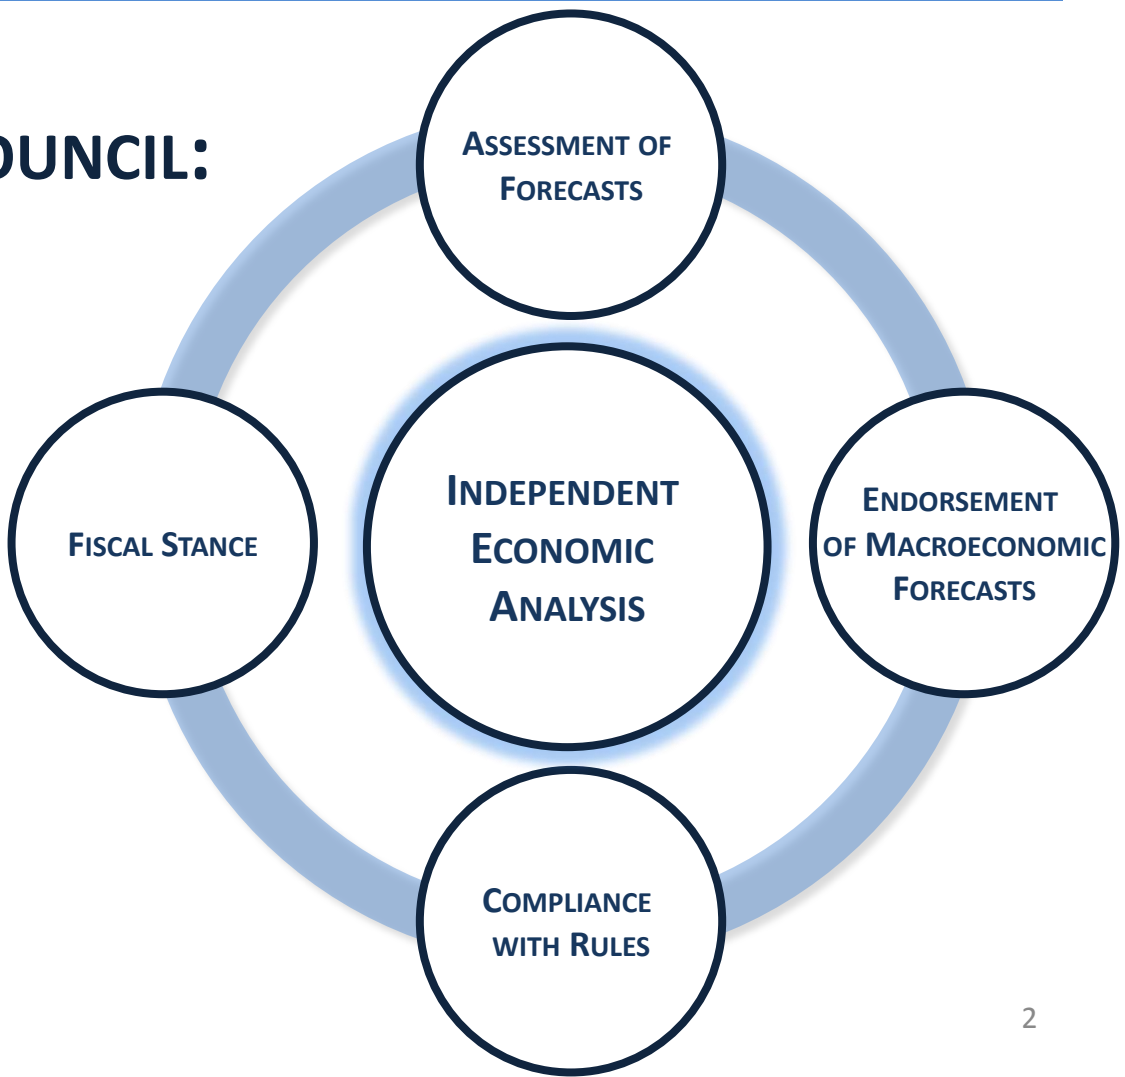 OUNCIL:
ASSESSMENT OF
FORECASTS
INDEPENDENT
ECONOMIC
ANALYSIS
FISCAL STANCE
ENDORSEMENT
OF MACROECONOMIC
FORECASTS
COMPLIANCE
WITH RULES
2